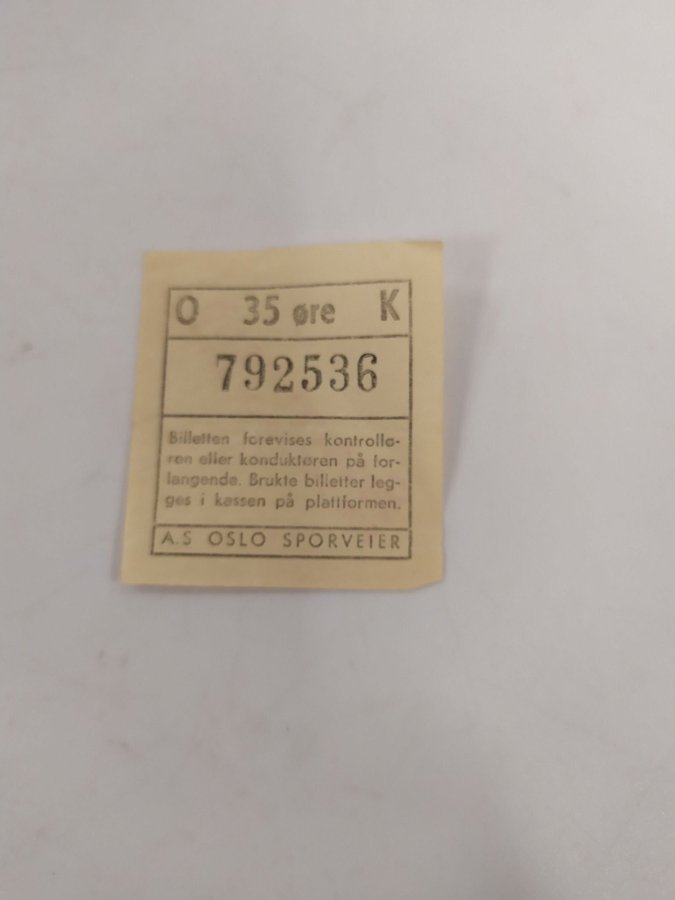 O 35 øre K
792536
Billetten forevises kontrollø-
ren eller konduktøren på for-
langende. Brukte billetter leg-
ges i kassen på plattformen.
A.S OSLO SPORVEIER